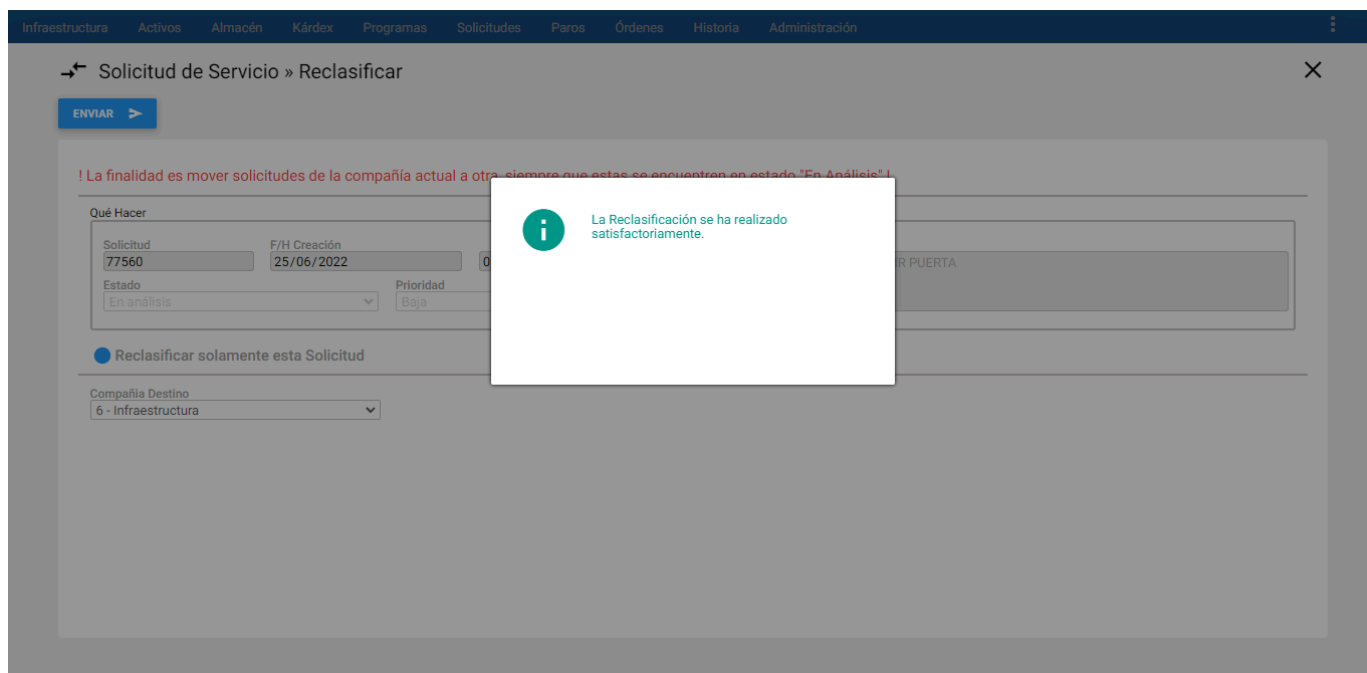 Infraestructura Activos Almacén Kárdex Programas Solicitudes Paros Órdenes Historia Administración
Solicitud de Servicio » Reclasificar
ENVIAR
! La finalidad es mover solicitudes de la compañía actual a otra, siempre que estas se encuentren en estado "En Análisis" !
Qué Hacer
Solicitud F/H Creación
77560 25/06/2022 0 PUERTA
Estado Prioridad
En análisis Baja
Reclasificar solamente esta Solicitud
Compañia Destino
6 - Infraestructura
La Reclasificación se ha realizado
satisfactoriamente.